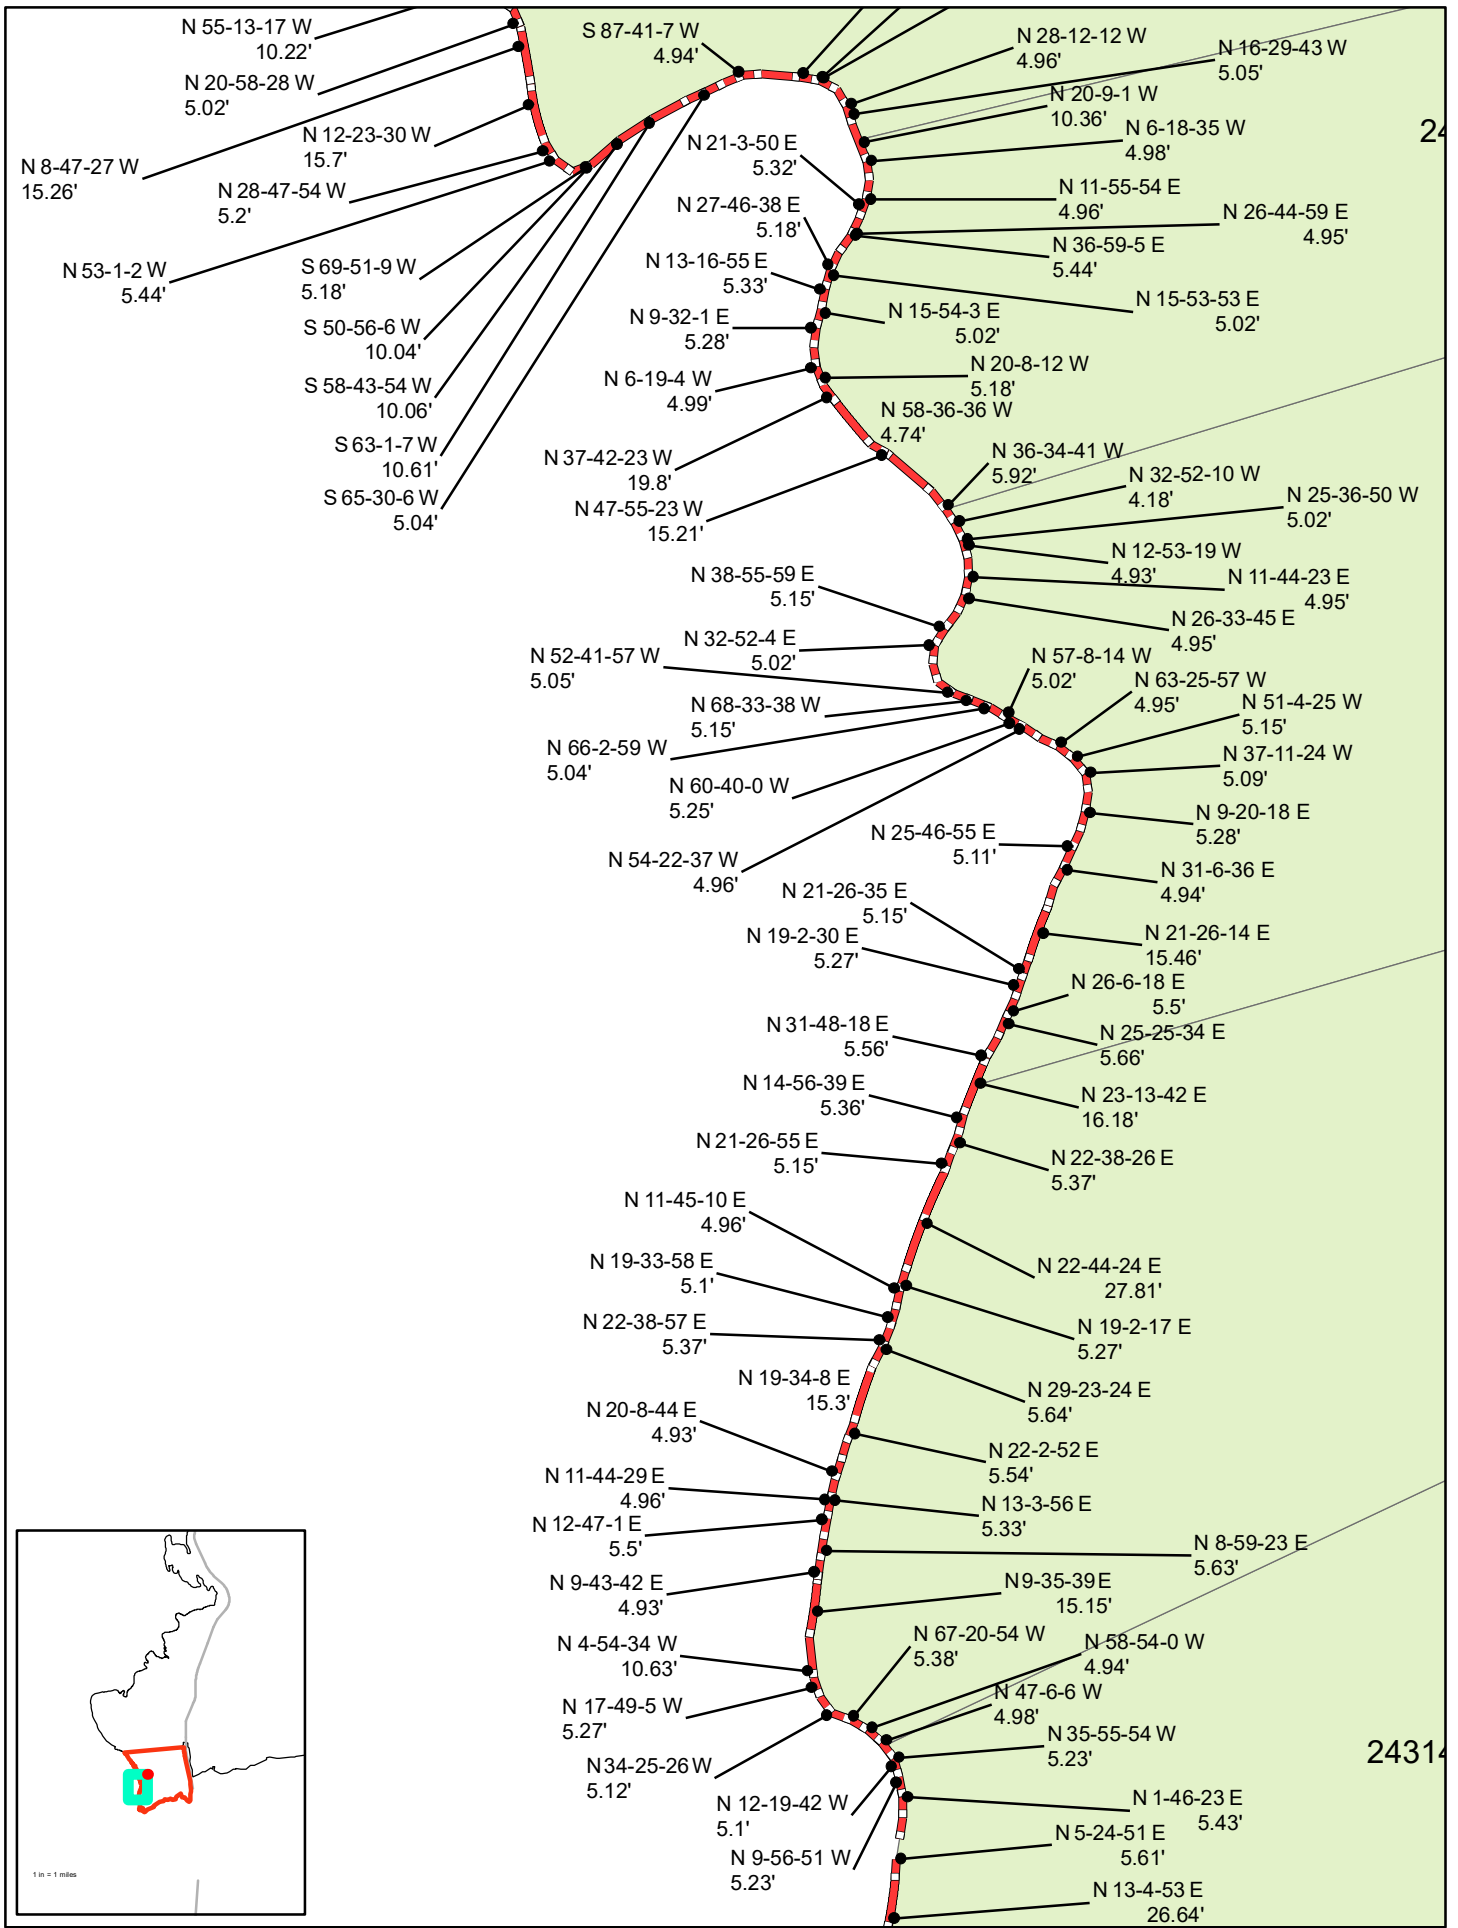 N 55-13-17 W
10.22'
N 20-58-28 W
5.02'
N 12-23-30 W
15.7'
N 8-47-27 W
15.26'
N 28-47-54 W
5.2'
N 53-1-2 W
5.44'
S 69-51-9 W
5.18'
S 50-56-6 W
10.04'
S 58-43-54 W
10.06'
S 63-1-7 W
10.61'
S 65-30-6 W
5.04'
S 87-41-7 W
4.94'
N 28-12-12 W
4.96'
N 16-29-43 W
5.05'
N 20-9-1 W
10.36'
N 6-18-35 W
4.98'
24
N 21-3-50 E
5.32'
N 11-55-54 E
4.96'
N 27-46-38 E
5.18'
N 26-44-59 E
4.95'
N 36-59-5 E
5.44'
N 13-16-55 E
5.33'
N 15-53-53 E
5.02'
N 9-32-1 E
5.28'
N 15-54-3 E
5.02'
N 6-19-4 W
4.99'
N 20-8-12 W
5.18'
N 58-36-36 W
4.74'
N 37-42-23 W
19.8'
N 36-34-41 W
5.92'
N 47-55-23 W
15.21'
N 32-52-10 W
4.18'
N 25-36-50 W
5.02'
N 12-53-19 W
4.93'
N 38-55-59 E
5.15'
N 11-44-23 E
4.95'
N 26-33-45 E
4.95'
N 32-52-4 E
5.02'
N 52-41-57 W
5.05'
N 57-8-14 W
5.02'
N 63-25-57 W
4.95'
N 68-33-38 W
5.15'
N 51-4-25 W
5.15'
N 66-2-59 W
5.04'
N 37-11-24 W
5.09'
N 60-40-0 W
5.25'
N 9-20-18 E
5.28'
N 54-22-37 W
4.96'
N 25-46-55 E
5.11'
N 31-6-36 E
4.94'
N 21-26-35 E
5.15'
N 21-26-14 E
15.46'
N 19-2-30 E
5.27'
N 26-6-18 E
5.5'
N 31-48-18 E
5.56'
N 25-25-34 E
5.66'
N 14-56-39 E
5.36'
N 23-13-42 E
16.18'
N 21-26-55 E
5.15'
N 22-38-26 E
5.37'
N 11-45-10 E
4.96'
N 22-44-24 E
27.81'
N 19-33-58 E
5.1'
N 22-38-57 E
5.37'
N 19-2-17 E
5.27'
N 19-34-8 E
15.3'
N 29-23-24 E
5.64'
N 20-8-44 E
4.93'
N 22-2-52 E
5.54'
N 11-44-29 E
4.96'
N 13-3-56 E
5.33'
N 12-47-1 E
5.5'
N 8-59-23 E
5.63'
N 9-43-42 E
4.93'
N 9-35-39 E
15.15'
N 4-54-34 W
10.63'
N 67-20-54 W
5.38'
N 58-54-0 W
4.94'
N 17-49-5 W
5.27'
N 47-6-6 W
4.98'
N 35-55-54 W
5.23'
24314
N 34-25-26 W
5.12'
N 12-19-42 W
5.1'
N 1-46-23 E
5.43'
N 9-56-51 W
5.23'
N 5-24-51 E
5.61'
N 13-4-53 E
26.64'
1 in = 1 miles